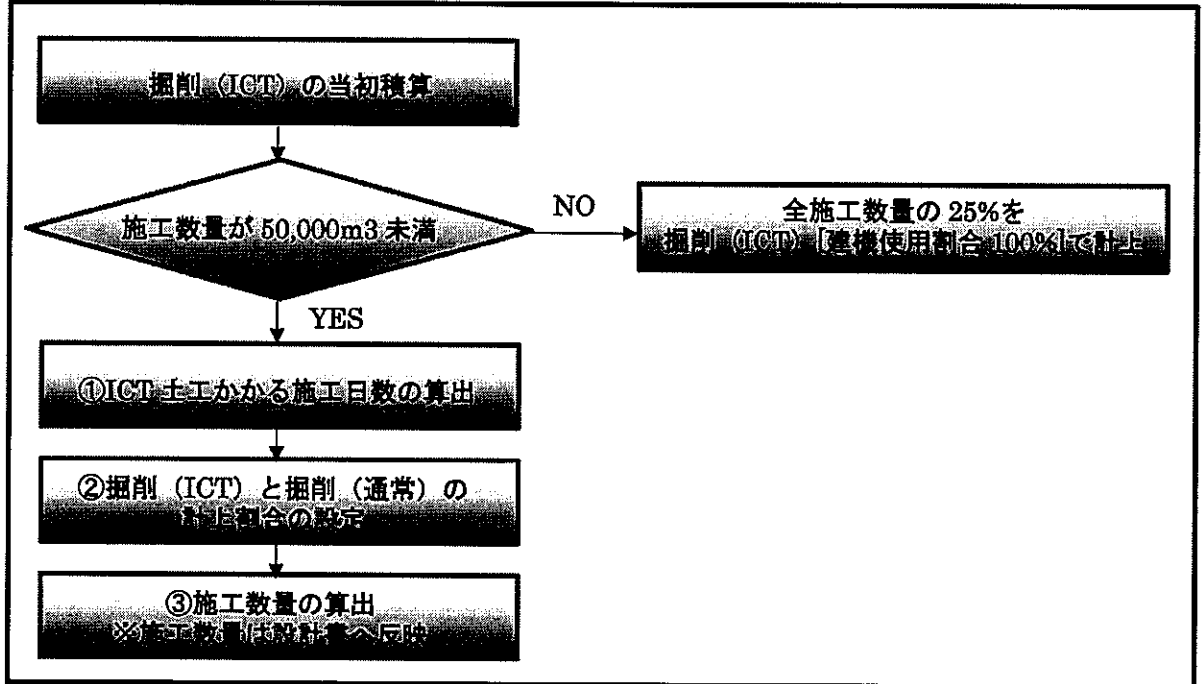 掘削（ICT）の当初積算
施工数量が 50,000m3 未満
NO
全施工数量の 25%を
掘削（ICT）[建機使用割合 100%]で計上
YES
①ICT 土工かかる施工日数の算出
②掘削（ICT）と掘削（通常）の
計上割合の設定
③施工数量の算出
※施工数量は設計書へ反映